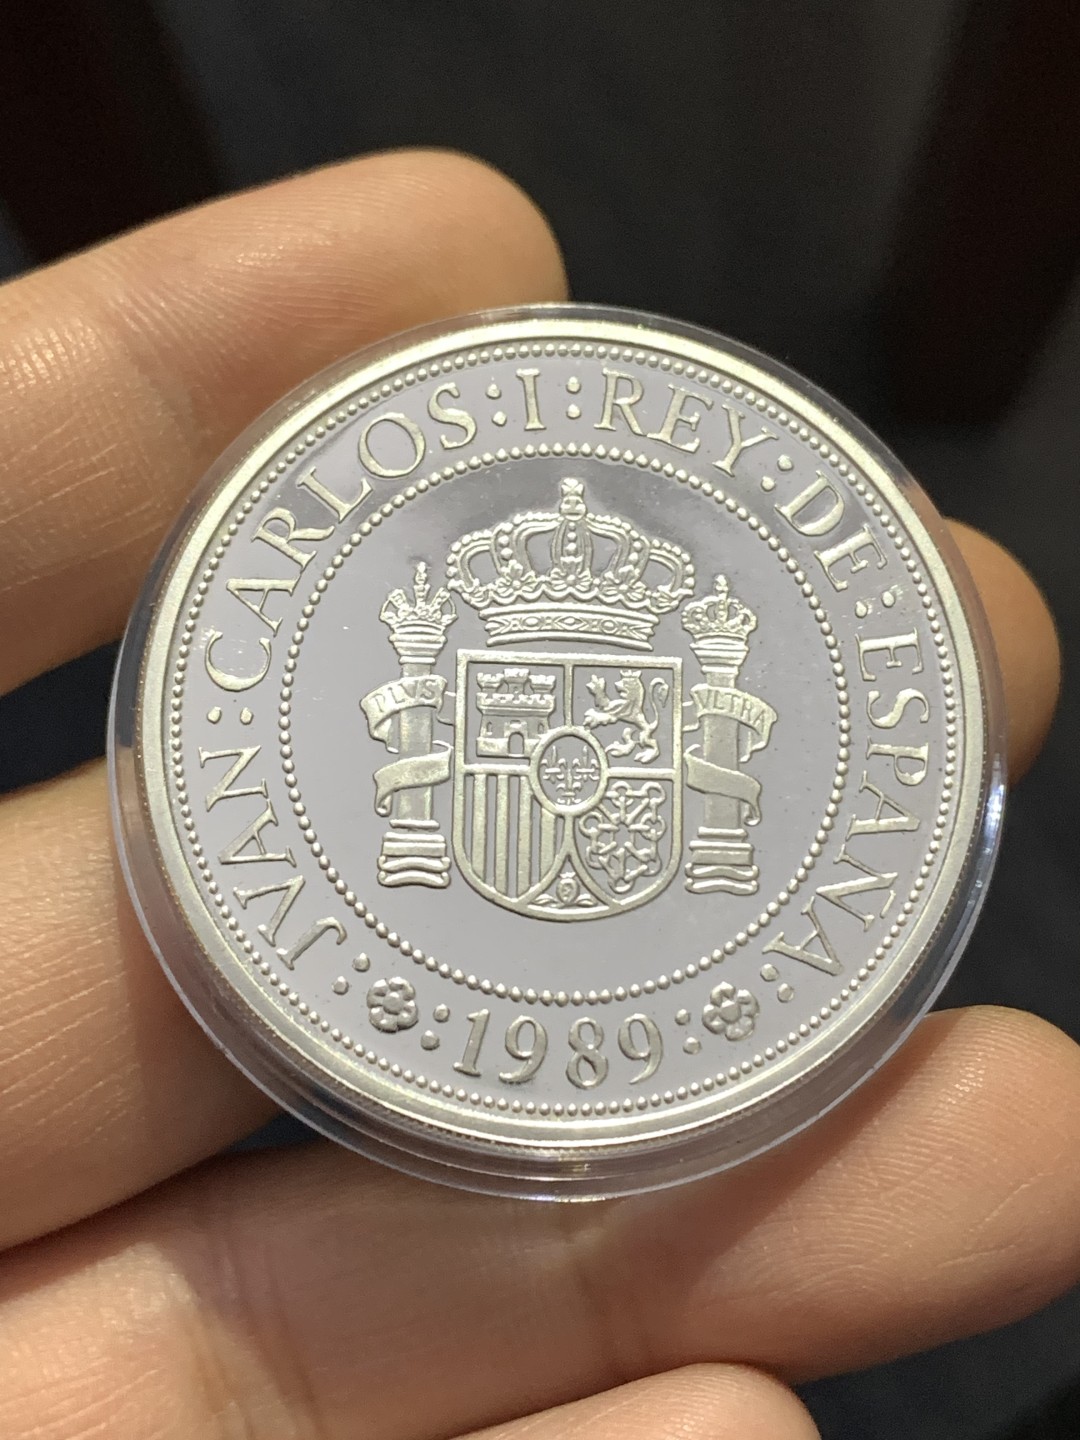 : JVAN : CARLOS : I : REY : DE : ESPAÑA :
: 1989 :
PLVS
VLTRA